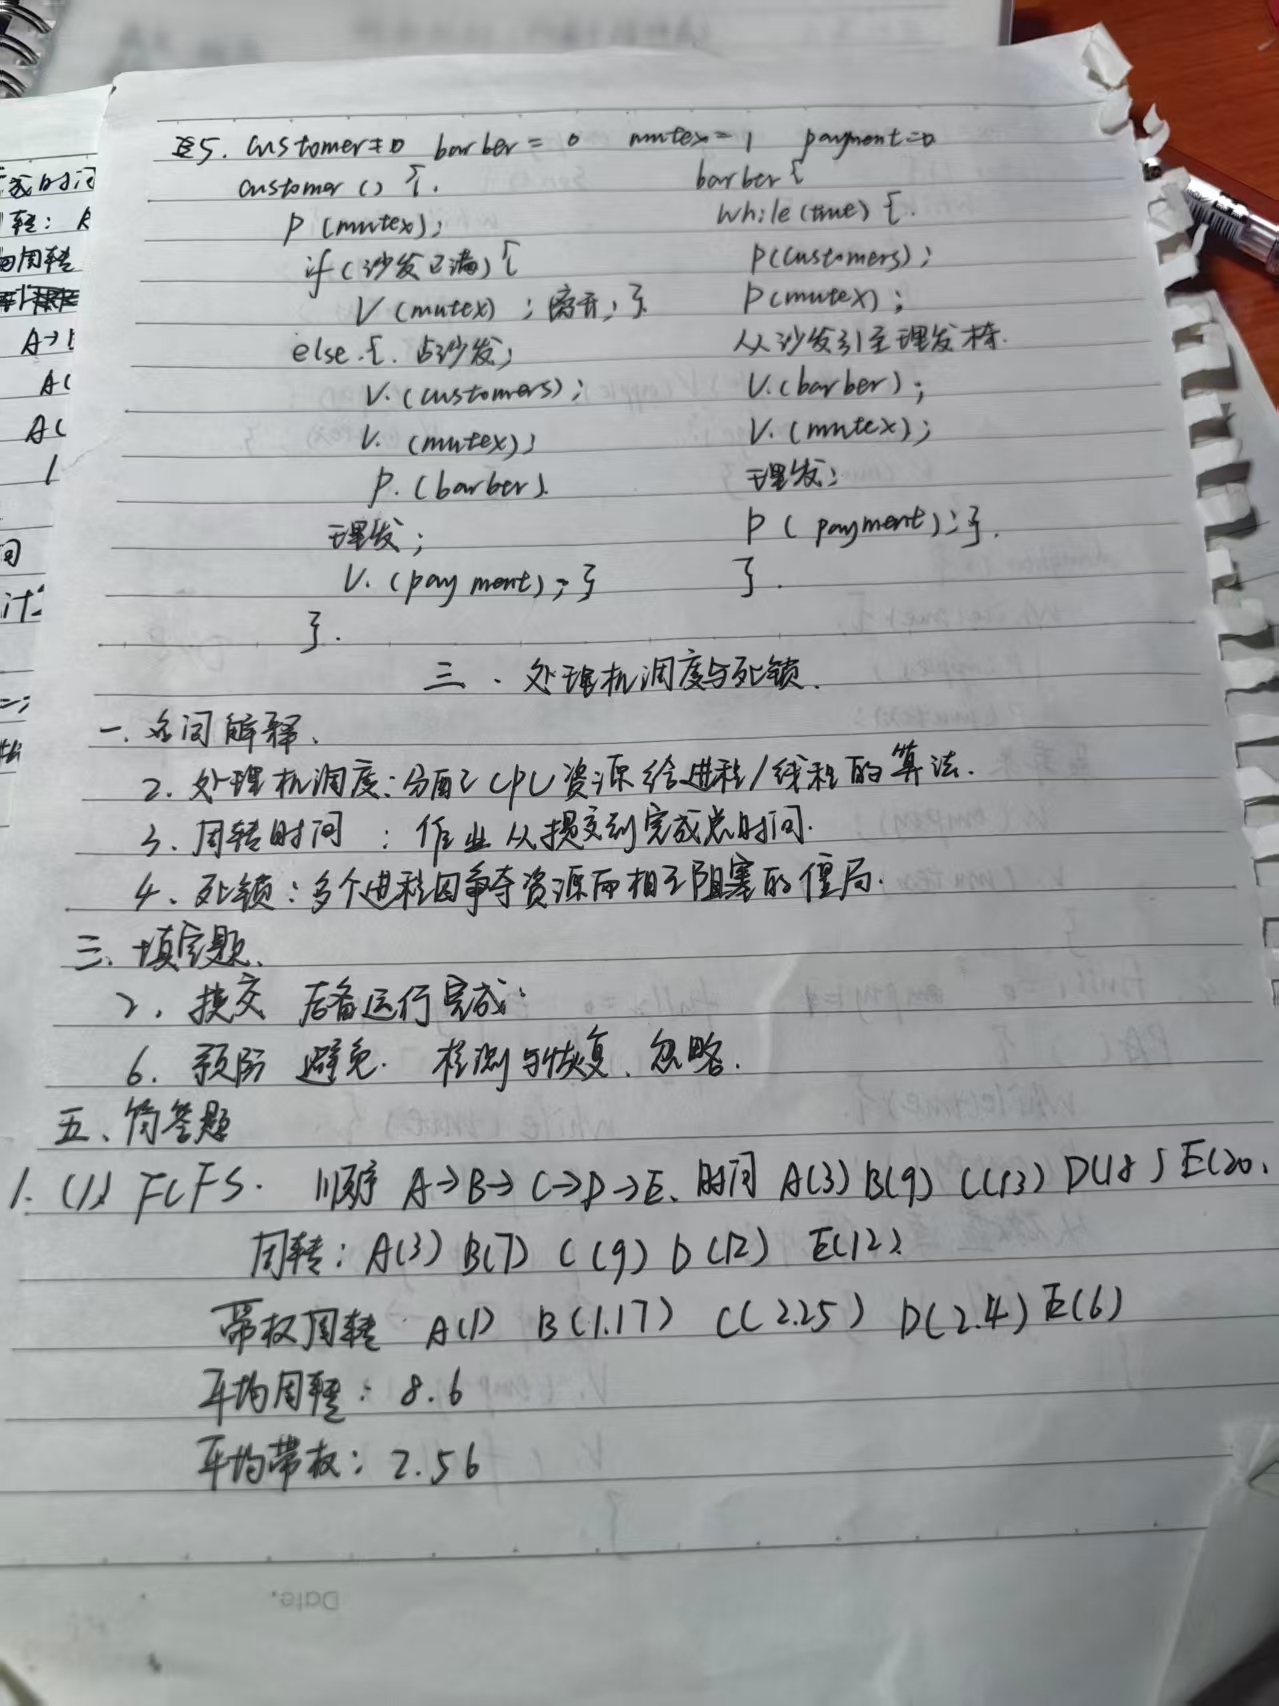 5. customer=0 barber = 0 mutex= 1 payment=0
customer () {.
P (mutex);
if (沙发已满) {
V (mutex) ; 离开; }
else {. 占沙发;
V. (customers);
V. (mutex);
P. (barber).
理发;
V. (payment); }
}.
barber {
while (true) {.
P(customers);
P(mutex);
从沙发引至理发椅.
V. (barber);
V. (mutex);
理发;
P (payment); }.
}.
三. 处理机调度与死锁.
一. 名词解释.
2. 处理机调度: 分配 CPU 资源给进程/线程的算法.
3. 周转时间 : 作业从提交到完成总时间.
4. 死锁: 多个进程因争夺资源而相互阻塞的僵局.
三. 填空题.
2. 提交 后备 运行 完成.
6. 预防 避免. 检测与恢复. 忽略.
五、简答题
1. (1) FCFS. 顺序 A→B→C→D→E. 时间 A(3) B(9) C(13) D(18) E(20)
周转: A(3) B(7) C(9) D(12) E(12)
带权周转 A(1) B(1.17) C(2.25) D(2.4) E(6)
平均周转: 8.6
平均带权: 2.56
转:
周转
A(
A(
Date.